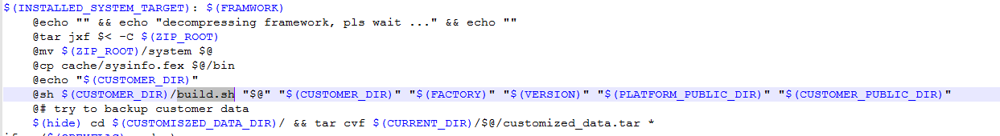 $(INSTALLED_SYSTEM_TARGET): $(FRAMWORK)
@echo "" && echo "decompressing framework, pls wait ..." && echo ""
@tar jxf $< -C $(ZIP_ROOT)
@mv $(ZIP_ROOT)/system $@
@cp cache/sysinfo.fex $@/bin
@echo "$(CUSTOMER_DIR)"
@sh $(CUSTOMER_DIR)/build.sh "$@" "$(CUSTOMER_DIR)" "$(FACTORY)" "$(VERSION)" "$(PLATFORM_PUBLIC_DIR)" "$(CUSTOMER_PUBLIC_DIR)"
@# try to backup customer data
$(hide) cd $(CUSTOMISZED_DATA_DIR)/ && tar cvf $(CURRENT_DIR)/$@/customized_data.tar *